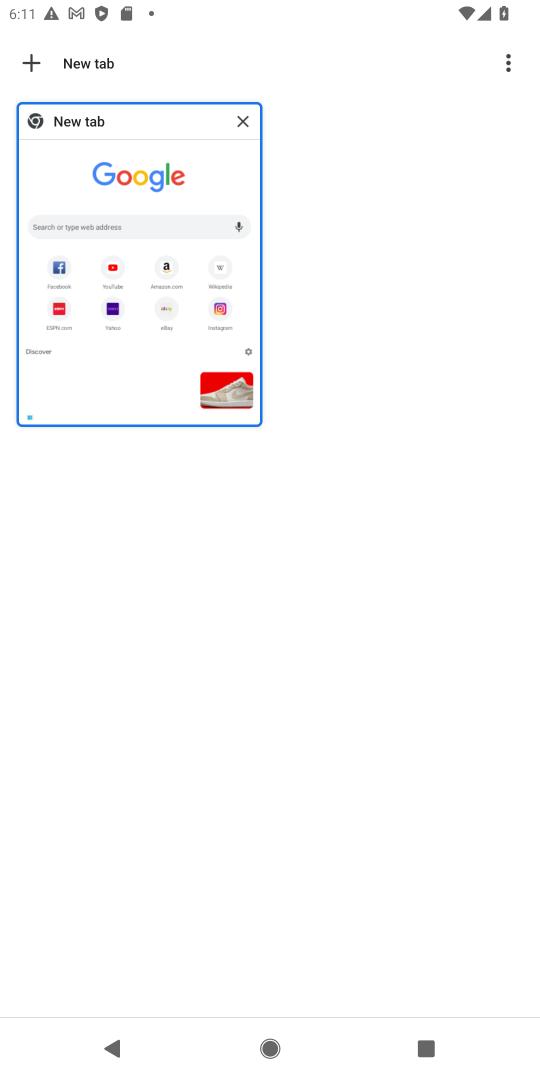 6:11
New tab
New tab
Google
Search or type web address
Facebook YouTube Amazon.com Wikipedia
ESPN.com Yahoo eBay Instagram
Discover